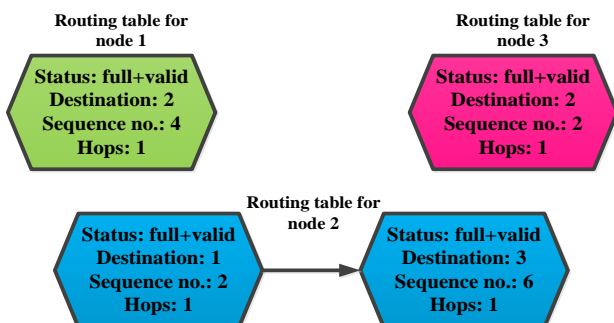 Routing table for
node 1
Status: full+valid
Destination: 2
Sequence no.: 4
Hops: 1
Routing table for
node 3
Status: full+valid
Destination: 2
Sequence no.: 2
Hops: 1
Routing table for
node 2
Status: full+valid
Destination: 1
Sequence no.: 2
Hops: 1
Status: full+valid
Destination: 3
Sequence no.: 6
Hops: 1